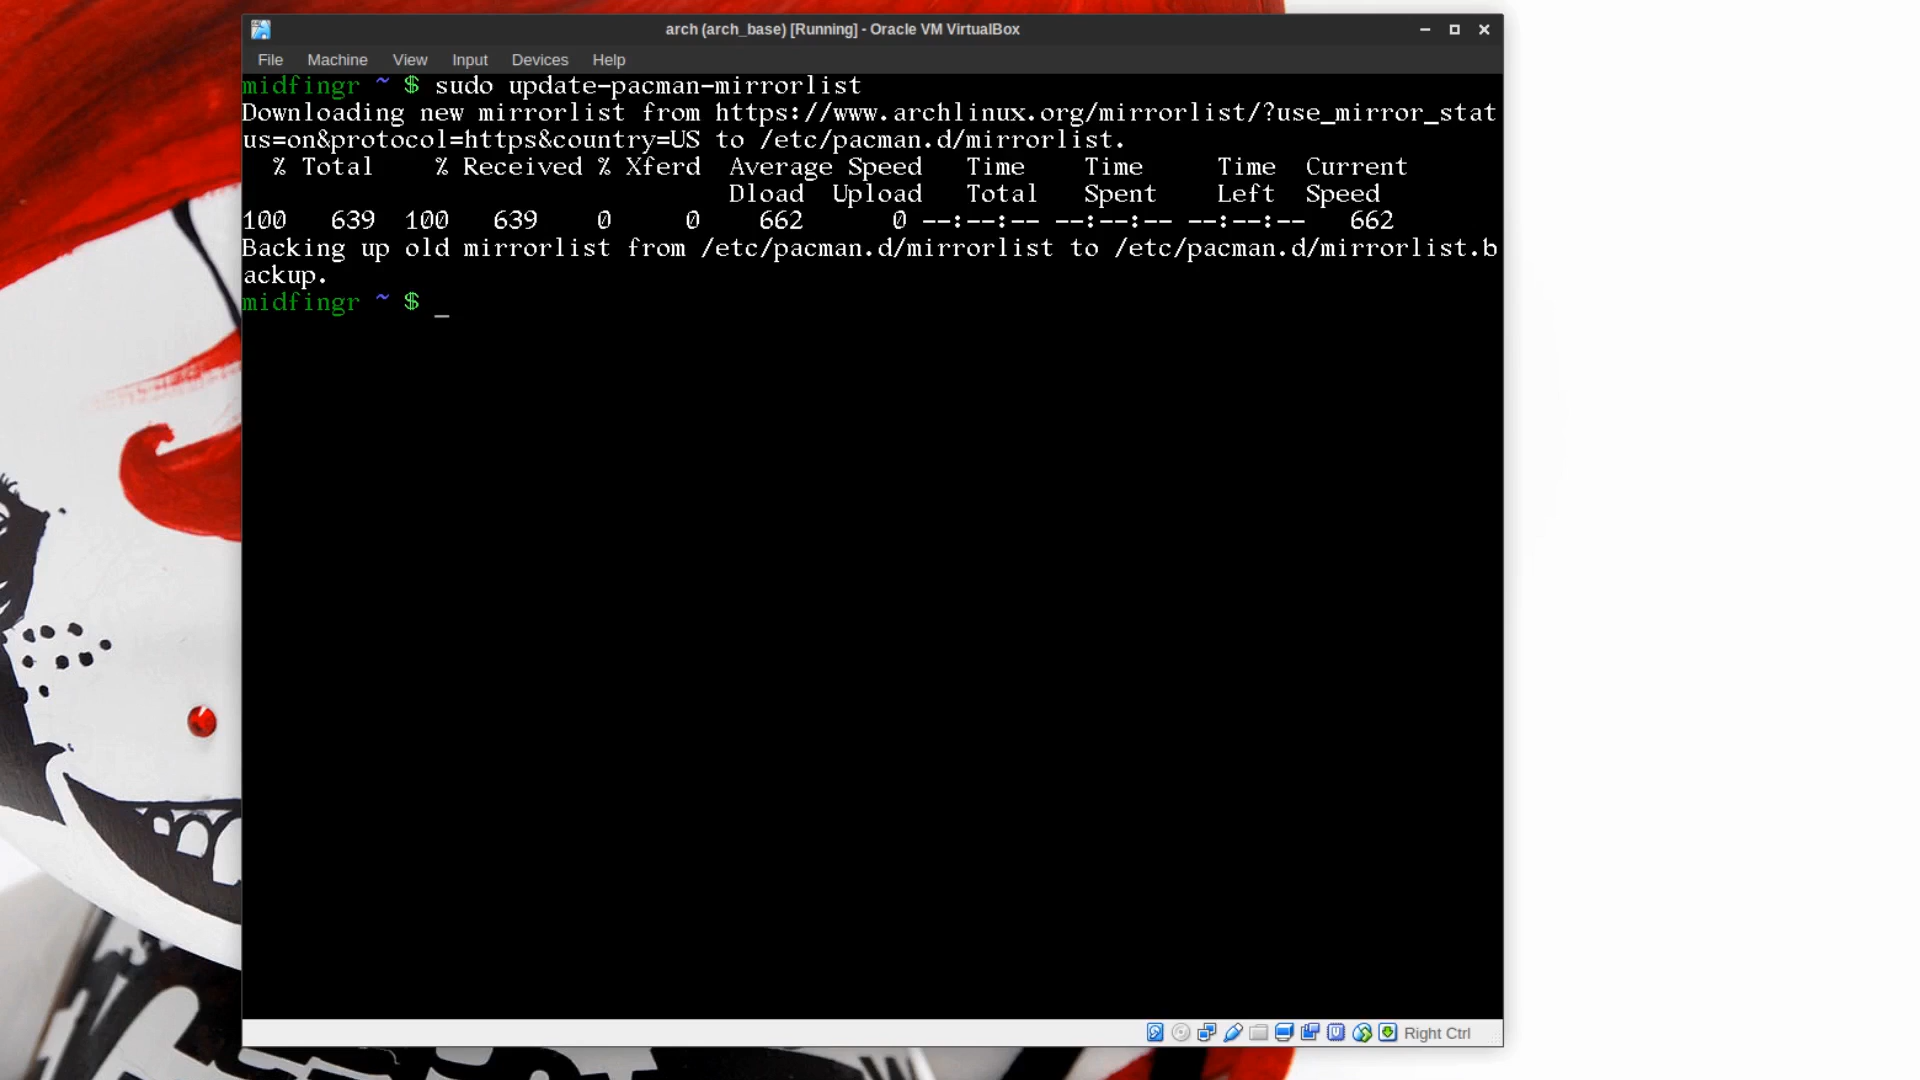 arch (arch_base) [Running] - Oracle VM VirtualBox
File Machine View Input Devices Help
midfingr ~ $ sudo update-pacman-mirrorlist
Downloading new mirrorlist from https://www.archlinux.org/mirrorlist/?use_mirror_stat
us=on&protocol=https&country=US to /etc/pacman.d/mirrorlist.
% Total % Received % Xferd Average Speed Time Time Time Current
Dload Upload Total Spent Left Speed
100 639 100 639 0 0 662 0 --:--:-- --:--:-- --:--:-- 662
Backing up old mirrorlist from /etc/pacman.d/mirrorlist to /etc/pacman.d/mirrorlist.b
ackup.
midfingr ~ $ _
Right Ctrl